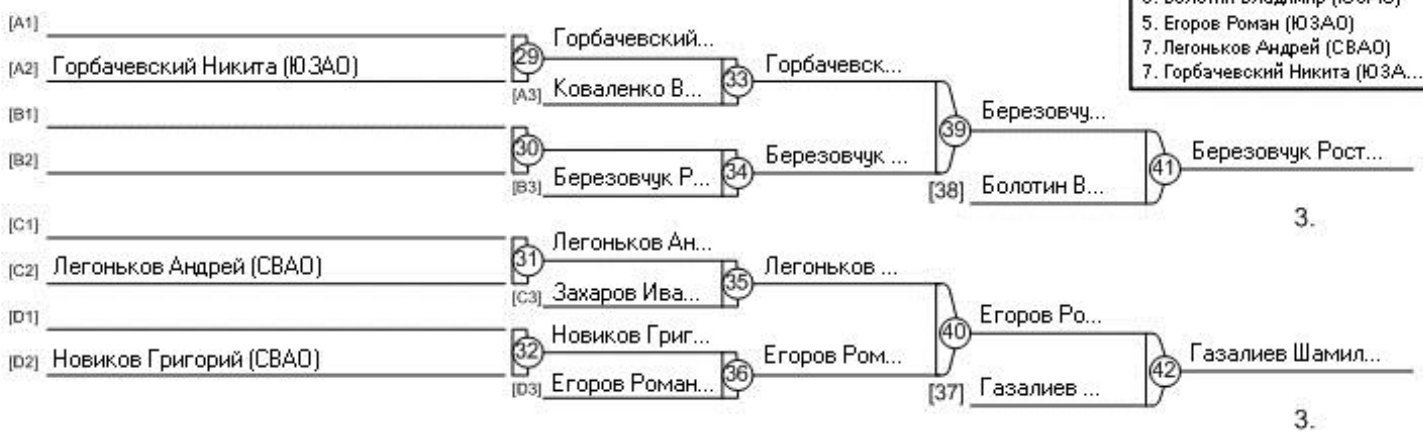 5. Егоров Роман (ЮЗАО)
7. Легоньков Андрей (СВАО)
7. Горбачевский Никита (ЮЗА...
[A1]
[A2] Горбачевский Никита (ЮЗАО)
29
Горбачевский...
[A3] Коваленко В...
33
Горбачевск...
[B1]
[B2]
30
[B3] Березовчук Р...
34
Березовчук ...
39
Березовчу...
[38] Болотин В...
41
Березовчук Рост...
3.
[C1]
[C2] Легоньков Андрей (СВАО)
31
Легоньков Ан...
[C3] Захаров Ива...
35
Легоньков ...
[D1]
[D2] Новиков Григорий (СВАО)
32
Новиков Григ...
[D3] Егоров Роман...
36
Егоров Ром...
40
Егоров Ро...
[37] Газалиев ...
42
Газалиев Шамил...
3.